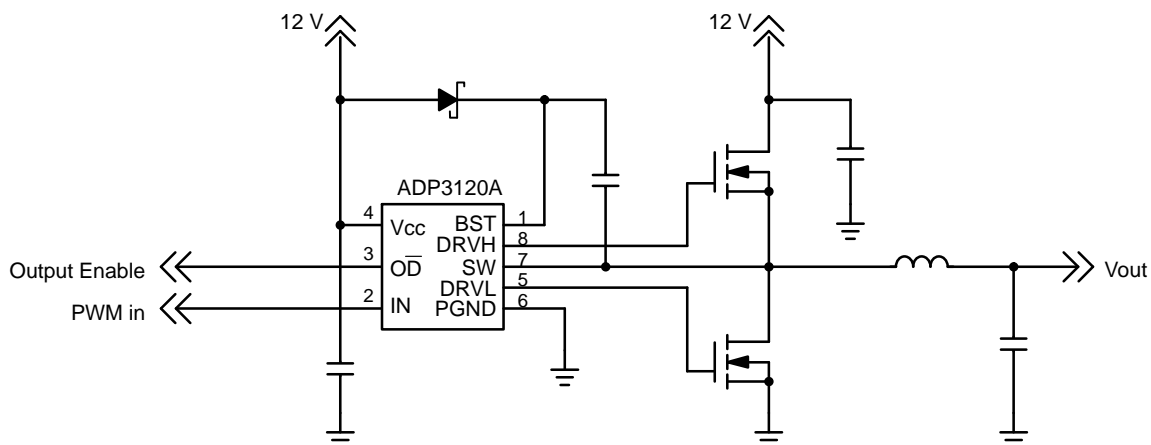 12 V
12 V
ADP3120A
4
Vcc
BST
1
DRVH
8
Output Enable
3
OD̅
SW
7
DRVL
5
PWM in
2
IN
PGND
6
Vout